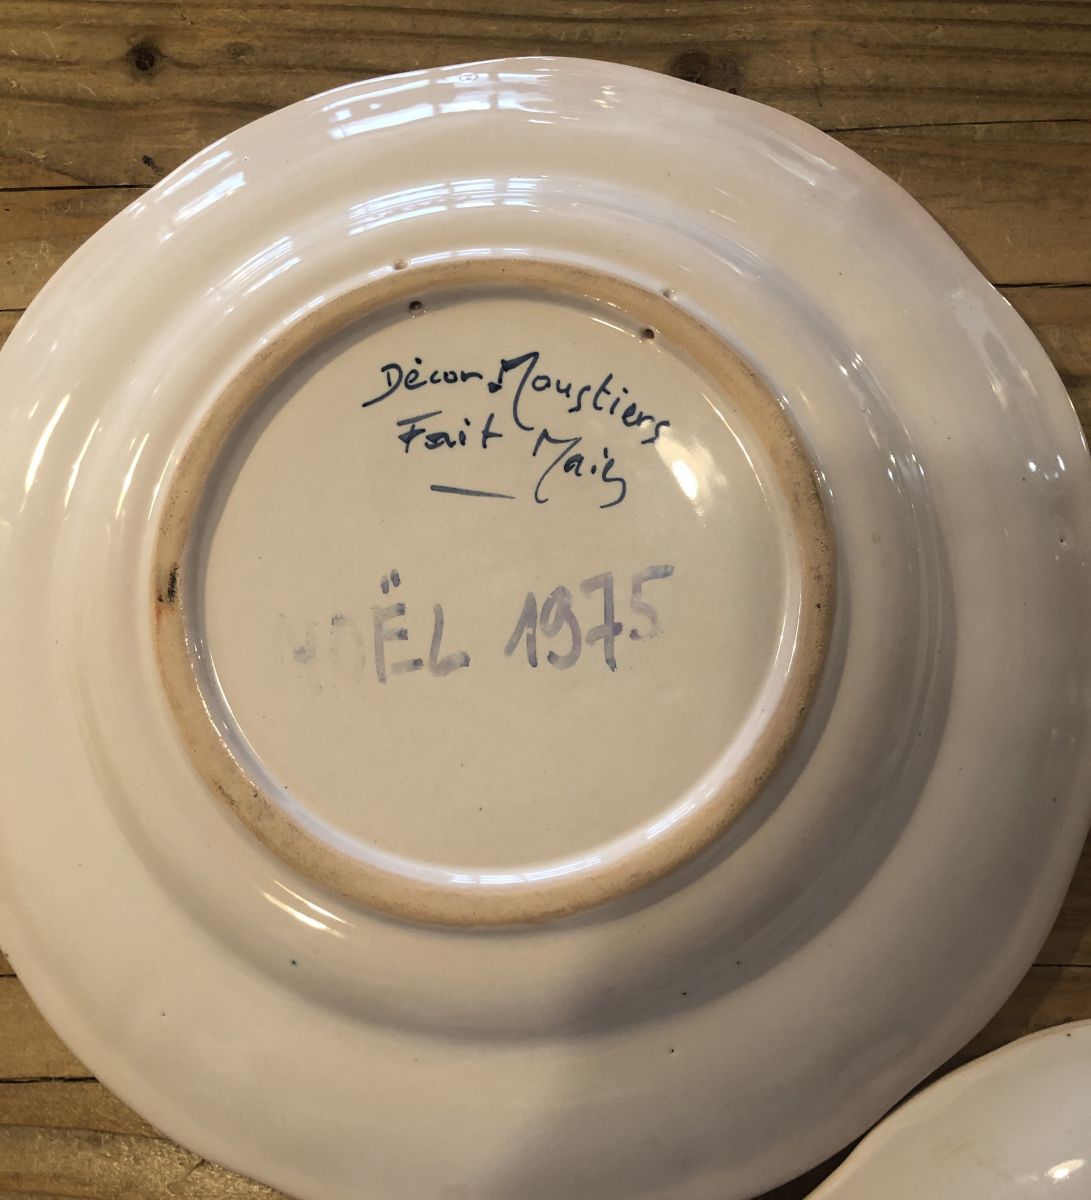 Décor Moustiers
Fait Main
NOËL 1975